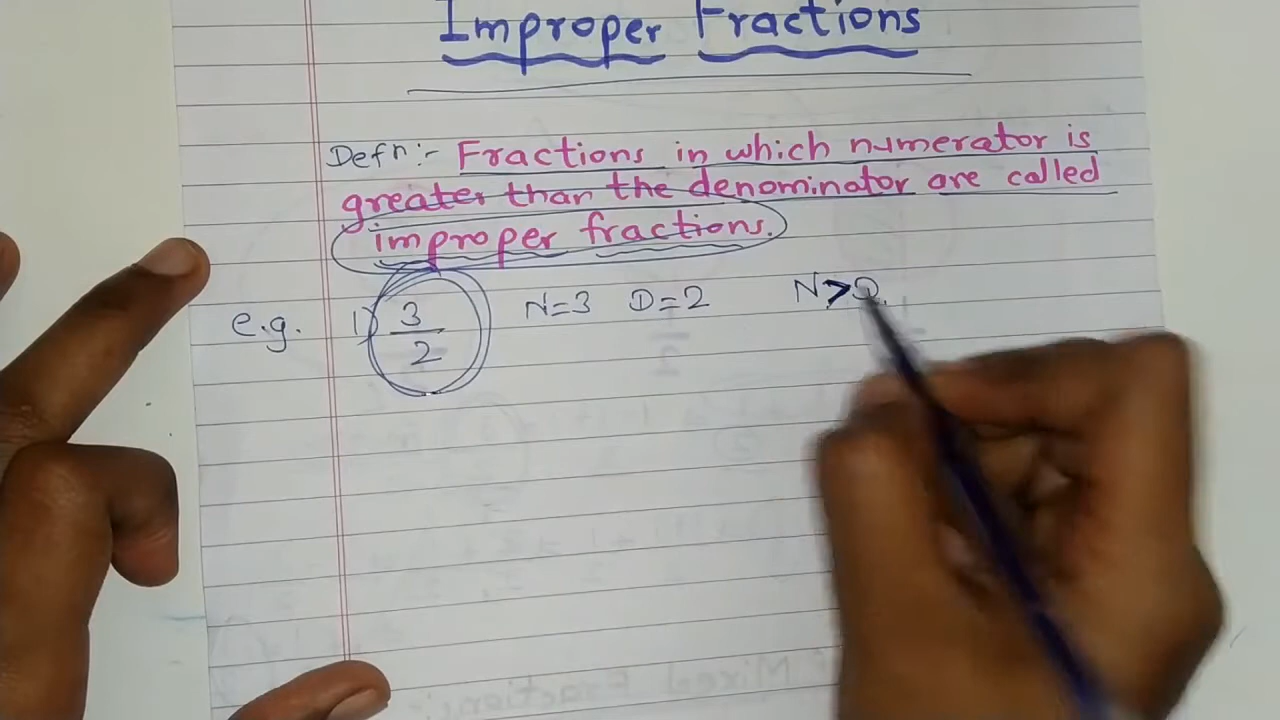 Improper Fractions
Defn:- Fractions in which numerator is
greater than the denominator are called
improper fractions.
e.g. 1) 3/2 N=3 D=2 N>D.